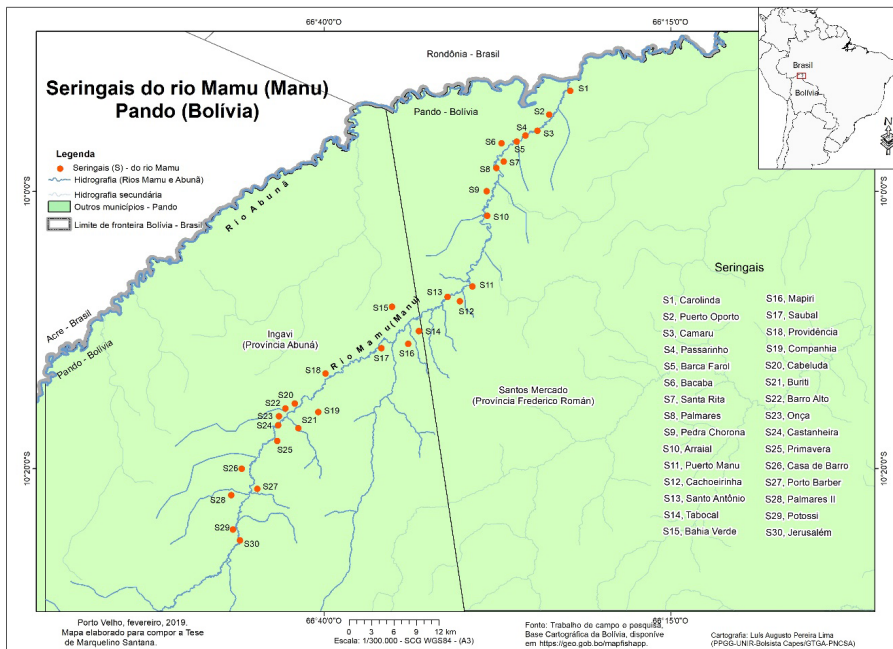 66°40'0"O
66°15'0"O
Rondônia - Brasil
Brasil
Bolívia
N
Seringais do rio Mamu (Manu)
Pando (Bolívia)
Pando - Bolívia
Legenda
Seringais (S) - do rio Mamu
Hidrografia (Rios Mamu e Abunã)
Hidrografia secundária
Outros municípios - Pando
Limite de fronteira Bolívia - Brasil
Rio Abunã
10°0'0"S
10°0'0"S
S1
S2
S3
S4
S5
S6
S7
S8
S9
S10
S11
S12
S13
S14
S15
S16
S17
S18
S19
S20
S21
S22
S23
S24
S25
S26
S27
S28
S29
S30
Acre - Brasil
Pando - Bolívia
Rio Mamu (Manu)
Ingavi
(Província Abuná)
Santos Mercado
(Província Frederico Román)
Seringais
S1, Carolinda
S2, Puerto Oporto
S3, Camaru
S4, Passarinho
S5, Barca Farol
S6, Bacaba
S7, Santa Rita
S8, Palmares
S9, Pedra Chorona
S10, Arraial
S11, Puerto Manu
S12, Cachoeirinha
S13, Santo Antônio
S14, Tabocal
S15, Bahia Verde
S16, Mapiri
S17, Saubal
S18, Providência
S19, Companhia
S20, Cabeluda
S21, Buriti
S22, Barro Alto
S23, Onça
S24, Castanheira
S25, Primavera
S26, Casa de Barro
S27, Porto Barber
S28, Palmares II
S29, Potossi
S30, Jerusalém
10°20'0"S
10°20'0"S
66°40'0"O
66°15'0"O
Porto Velho, fevereiro, 2019.
Mapa elaborado para compor a Tese
de Marquelino Santana.
0 3 6 9 12 km
Escala: 1/300.000 - SCG WGS84 - (A3)
Fonte: Trabalho de campo e pesquisa,
Base Cartográfica da Bolívia, disponíve
em https://geo.gob.bo/mapfishapp.
Cartografia: Luís Augusto Pereira Lima
(PPGG-UNIR-Bolsista Capes/GTGA-PNCSA)